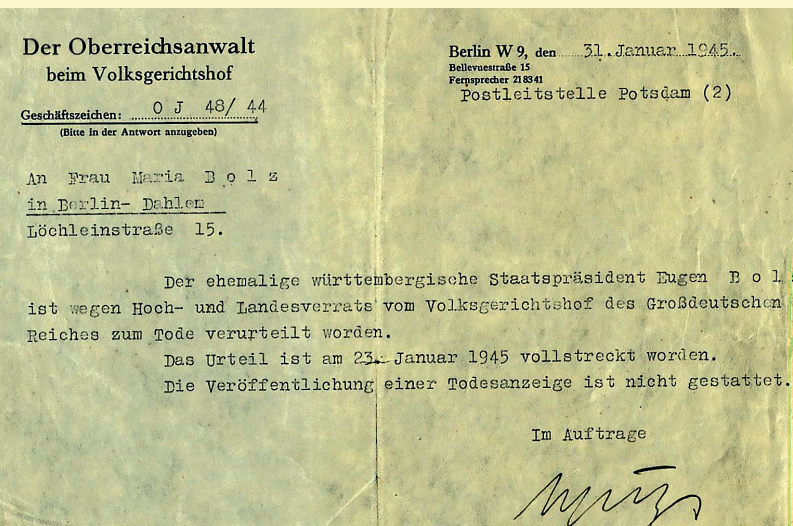 Der Oberreichsanwalt
beim Volksgerichtshof
Geschäftszeichen: O J 48/ 44
(Bitte in der Antwort anzugeben)
Berlin W 9, den 31. Januar 1945.
Bellevuestraße 15
Fernsprecher 218341
Postleitstelle Potsdam (2)
An Frau Maria B o l z
in Berlin- Dahlem
Löchleinstraße 15.
Der ehemalige württembergische Staatspräsident Eugen B o l
ist wegen Hoch- und Landesverrats vom Volksgerichtshof des Großdeutschen
Reiches zum Tode verurteilt worden.
Das Urteil ist am 23. Januar 1945 vollstreckt worden.
Die Veröffentlichung einer Todesanzeige ist nicht gestattet.
Im Auftrage